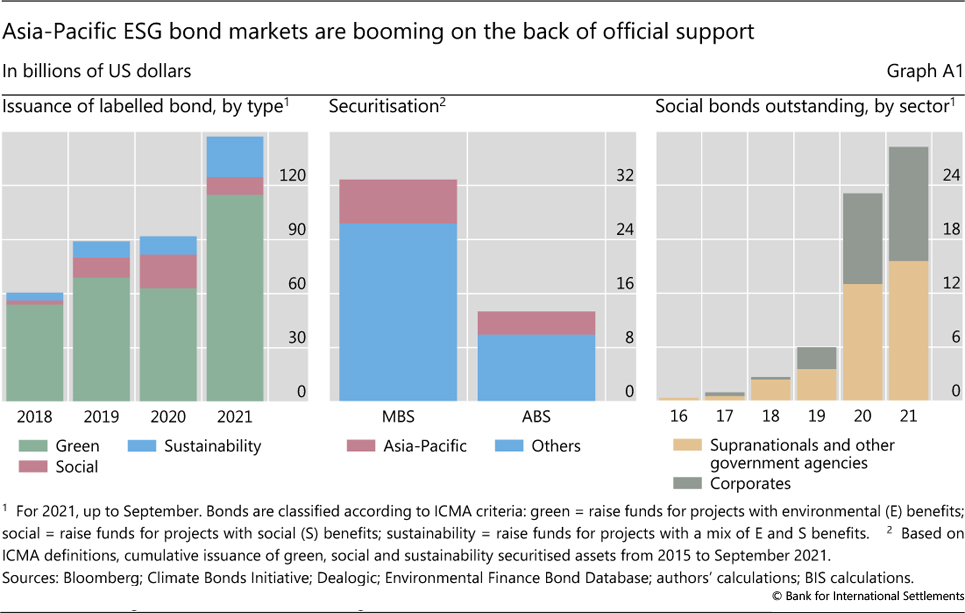 Asia-Pacific ESG bond markets are booming on the back of official support
In billions of US dollars
Graph A1
Issuance of labelled bond, by type1
120
90
60
30
0
2018 2019 2020 2021
Green
Sustainability
Social
Securitisation2
32
24
16
8
0
MBS ABS
Asia-Pacific
Others
Social bonds outstanding, by sector1
24
18
12
6
0
16 17 18 19 20 21
Supranationals and other
government agencies
Corporates
1 For 2021, up to September. Bonds are classified according to ICMA criteria: green = raise funds for projects with environmental (E) benefits;
social = raise funds for projects with social (S) benefits; sustainability = raise funds for projects with a mix of E and S benefits. 2 Based on
ICMA definitions, cumulative issuance of green, social and sustainability securitised assets from 2015 to September 2021.
Sources: Bloomberg; Climate Bonds Initiative; Dealogic; Environmental Finance Bond Database; authors’ calculations; BIS calculations.
© Bank for International Settlements